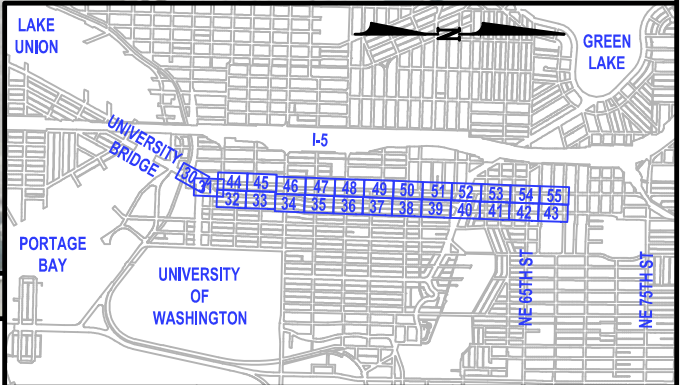 LAKE
UNION
N
GREEN
LAKE
UNIVERSITY
BRIDGE
I-5
30
31
44 45 46 47 48 49 50 51 52 53 54 55
32 33 34 35 36 37 38 39 40 41 42 43
PORTAGE
BAY
UNIVERSITY
OF
WASHINGTON
NE 65TH ST
NE 75TH ST